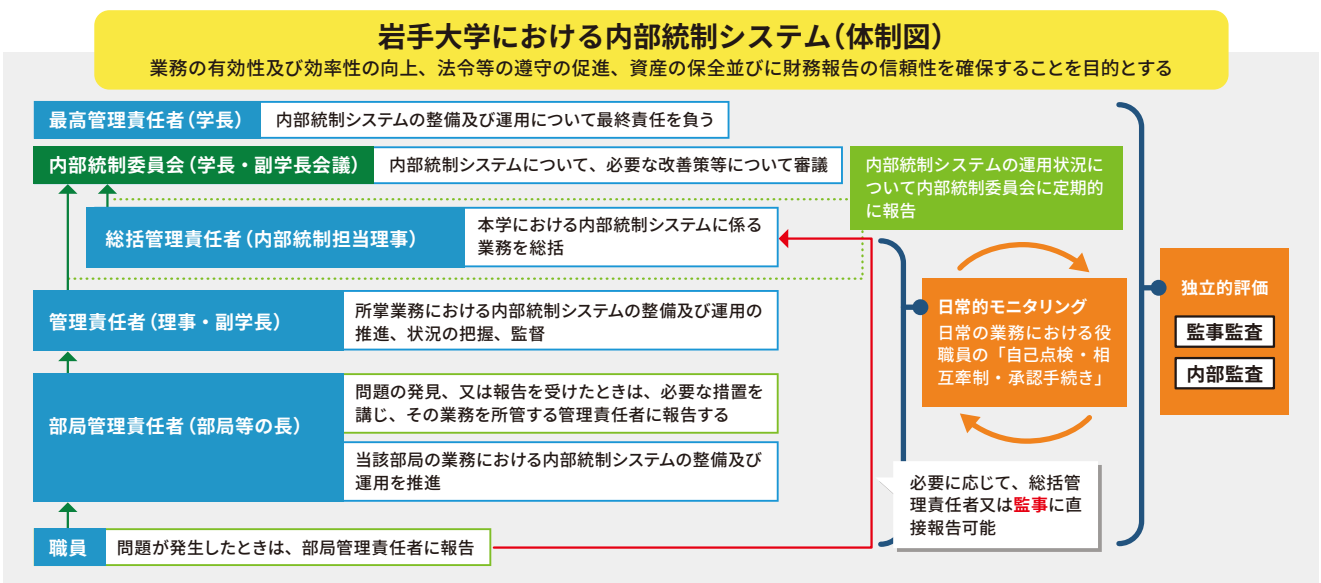 岩手大学における内部統制システム（体制図）
業務の有効性及び効率性の向上、法令等の遵守の促進、資産の保全並びに財務報告の信頼性を確保することを目的とする
最高管理責任者（学長）
内部統制システムの整備及び運用について最終責任を負う
内部統制委員会（学長・副学長会議）
内部統制システムについて、必要な改善策等について審議
内部統制システムの運用状況に
ついて内部統制委員会に定期的
に報告
総括管理責任者（内部統制担当理事）
本学における内部統制システムに係る
業務を総括
管理責任者（理事・副学長）
所掌業務における内部統制システムの整備及び運用の
推進、状況の把握、監督
部局管理責任者（部局等の長）
問題の発見、又は報告を受けたときは、必要な措置を
講じ、その業務を所管する管理責任者に報告する
当該部局の業務における内部統制システムの整備及び
運用を推進
職員
問題が発生したときは、部局管理責任者に報告
日常的モニタリング
日常の業務における役
職員の「自己点検・相
互牽制・承認手続き」
必要に応じて、総括管
理責任者又は監事に直
接報告可能
独立的評価
監事監査
内部監査